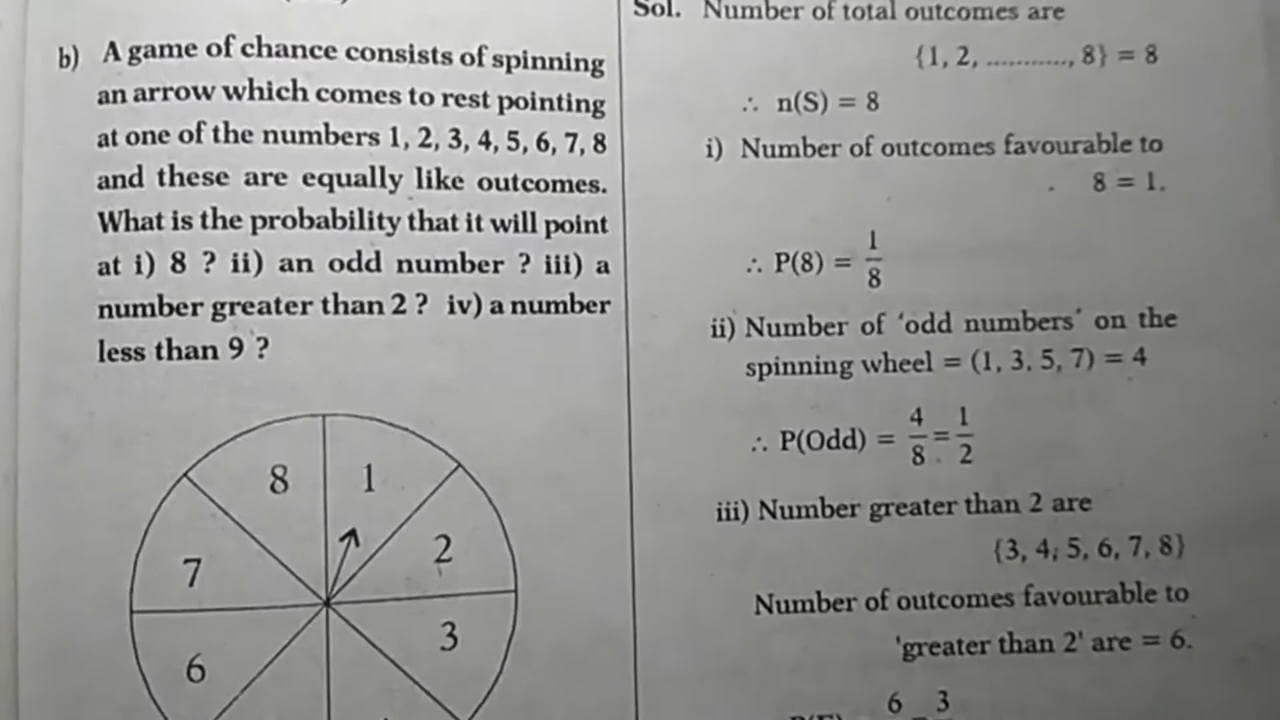 b) A game of chance consists of spinning
an arrow which comes to rest pointing
at one of the numbers 1, 2, 3, 4, 5, 6, 7, 8
and these are equally like outcomes.
What is the probability that it will point
at i) 8 ? ii) an odd number ? iii) a
number greater than 2 ? iv) a number
less than 9 ?
8 1
7 2
6 3
Sol. Number of total outcomes are
{1, 2, ..........., 8} = 8
∴ n(S) = 8
i) Number of outcomes favourable to
8 = 1.
∴ P(8) = 1/8
ii) Number of 'odd numbers' on the
spinning wheel = (1, 3, 5, 7) = 4
∴ P(Odd) = 4/8 = 1/2
iii) Number greater than 2 are
{3, 4, 5, 6, 7, 8}
Number of outcomes favourable to
'greater than 2' are = 6.
6 3